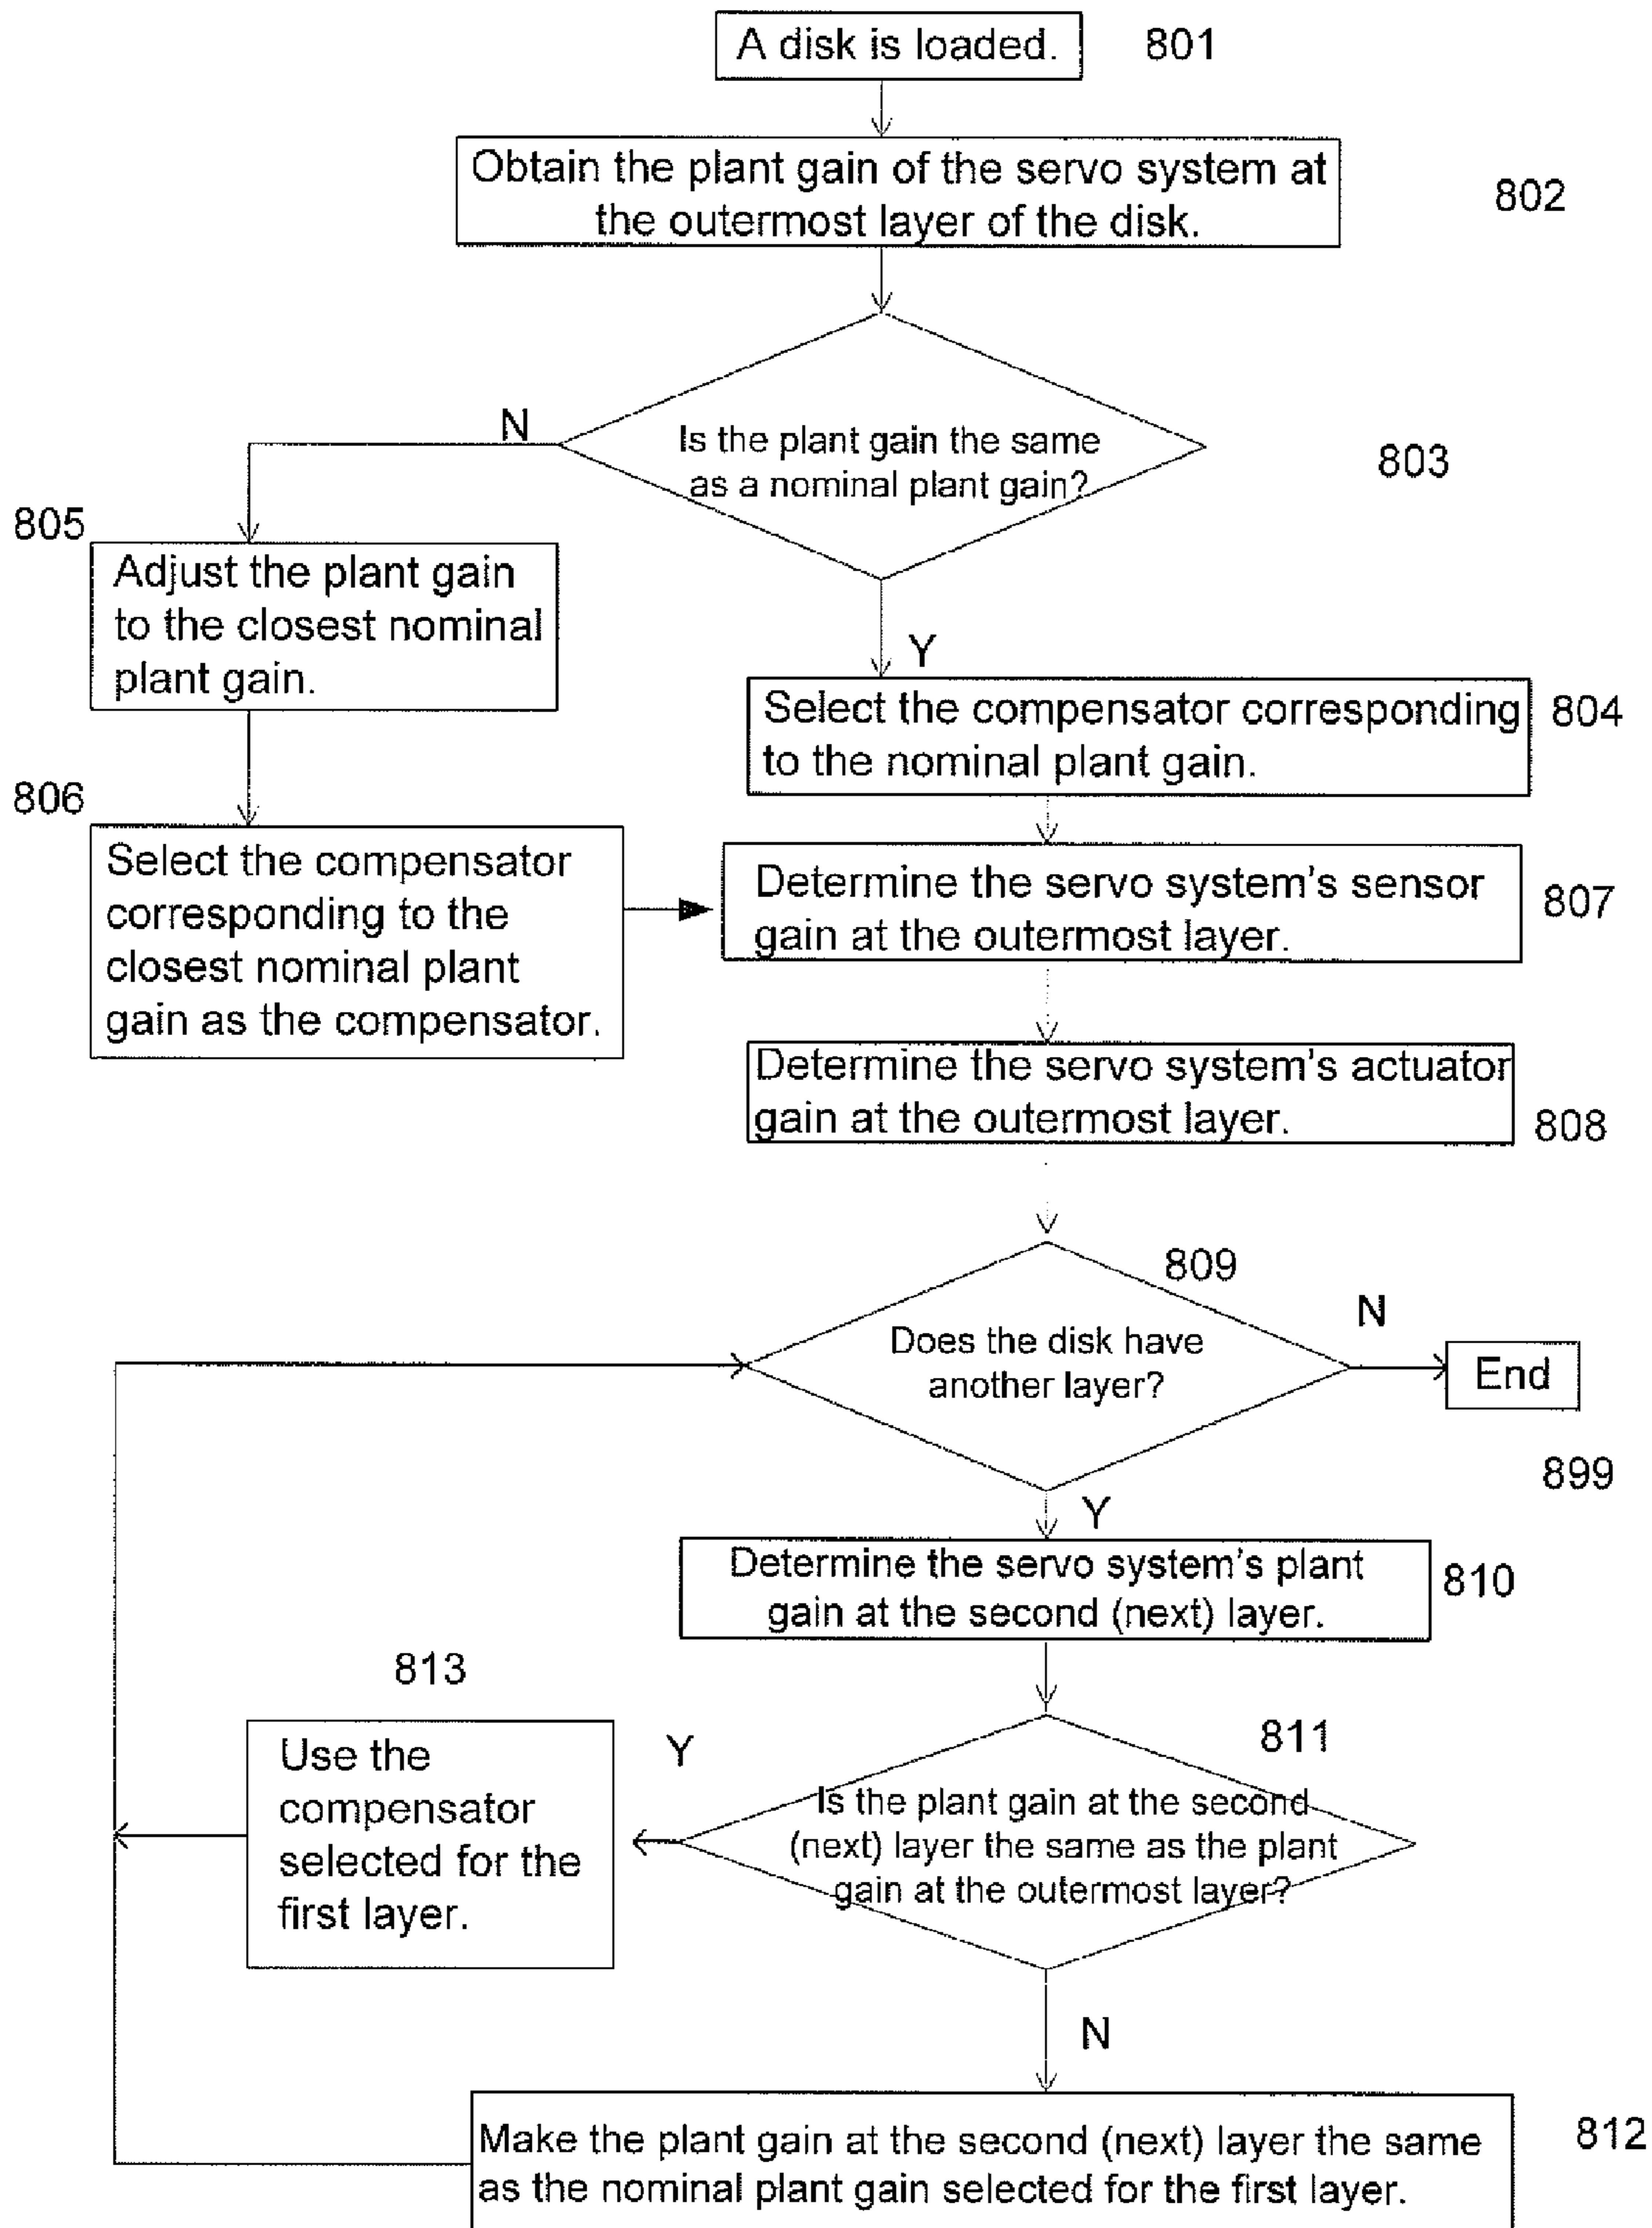 A disk is loaded.
801
Obtain the plant gain of the servo system at
the outermost layer of the disk.
802
N
Is the plant gain the same
as a nominal plant gain?
803
805
Adjust the plant gain
to the closest nominal
plant gain.
Y
Select the compensator corresponding
to the nominal plant gain.
804
806
Select the compensator
corresponding to the
closest nominal plant
gain as the compensator.
Determine the servo system's sensor
gain at the outermost layer.
807
Determine the servo system's actuator
gain at the outermost layer.
808
809
Does the disk have
another layer?
N
End
899
Y
Determine the servo system's plant
gain at the second (next) layer.
810
813
Use the
compensator
selected for the
first layer.
Y
811
Is the plant gain at the second
(next) layer the same as the plant
gain at the outermost layer?
N
Make the plant gain at the second (next) layer the same
as the nominal plant gain selected for the first layer.
812